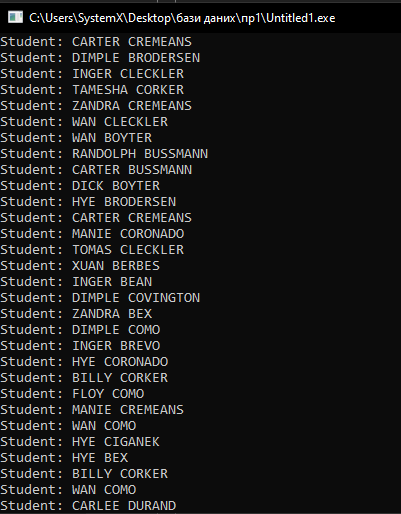 C:\Users\SystemX\Desktop\бази даних\пр1\Untitled1.exe
Student: CARTER CREMEANS
Student: DIMPLE BRODERSEN
Student: INGER CLECKLER
Student: TAMESHA CORKER
Student: ZANDRA CREMEANS
Student: WAN CLECKLER
Student: WAN BOYTER
Student: RANDOLPH BUSSMANN
Student: CARTER BUSSMANN
Student: DICK BOYTER
Student: HYE BRODERSEN
Student: CARTER CREMEANS
Student: MANIE CORONADO
Student: TOMAS CLECKLER
Student: XUAN BERBES
Student: INGER BEAN
Student: DIMPLE COVINGTON
Student: ZANDRA BEX
Student: DIMPLE COMO
Student: INGER BREVO
Student: HYE CORONADO
Student: BILLY CORKER
Student: FLOY COMO
Student: MANIE CREMEANS
Student: WAN COMO
Student: HYE CIGANEK
Student: HYE BEX
Student: BILLY CORKER
Student: WAN COMO
Student: CARLEE DURAND